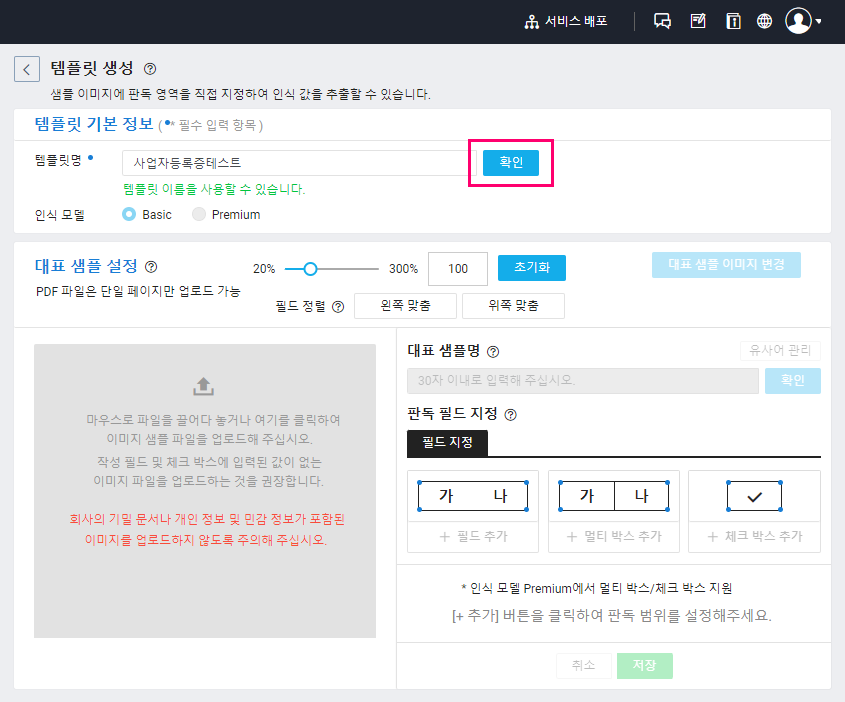 서비스 배포
템플릿 생성
샘플 이미지에 판독 영역을 직접 지정하여 인식 값을 추출할 수 있습니다.
템플릿 기본 정보 ( •* 필수 입력 항목 )
템플릿명 •
사업자등록증테스트
확인
템플릿 이름을 사용할 수 있습니다.
인식 모델
Basic
Premium
대표 샘플 설정
20%
300%
100
초기화
대표 샘플 이미지 변경
PDF 파일은 단일 페이지만 업로드 가능
필드 정렬
왼쪽 맞춤
위쪽 맞춤
마우스로 파일을 끌어다 놓거나 여기를 클릭하여
이미지 샘플 파일을 업로드해 주십시오.
작성 필드 및 체크 박스에 입력된 값이 없는
이미지 파일을 업로드하는 것을 권장합니다.
회사의 기밀 문서나 개인 정보 및 민감 정보가 포함된
이미지를 업로드하지 않도록 주의해 주십시오.
대표 샘플명
유사어 관리
30자 이내로 입력해 주십시오.
확인
판독 필드 지정
필드 지정
가 나
가 나
+ 필드 추가
+ 멀티 박스 추가
+ 체크 박스 추가
* 인식 모델 Premium에서 멀티 박스/체크 박스 지원
[+ 추가] 버튼을 클릭하여 판독 범위를 설정해주세요.
취소
저장